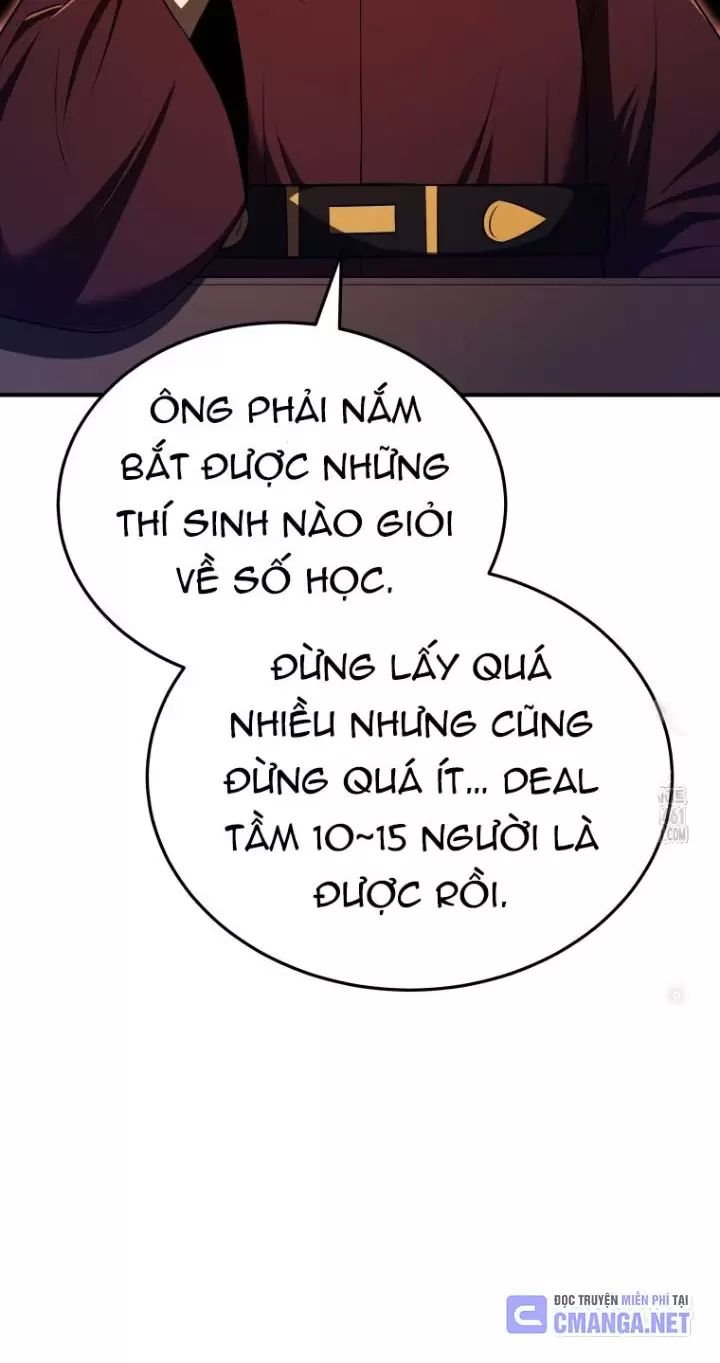 ÔNG PHẢI NẮM
BẮT ĐƯỢC NHỮNG
THÍ SINH NÀO GIỎI
VỀ SỐ HỌC.
ĐỪNG LẤY QUÁ
NHIỀU NHƯNG CŨNG
ĐỪNG QUÁ ÍT... DEAL
TẦM 10~15 NGƯỜI LÀ
ĐƯỢC RỒI.
ĐỌC TRUYỆN MIỄN PHÍ TẠI
CMANGA.NET